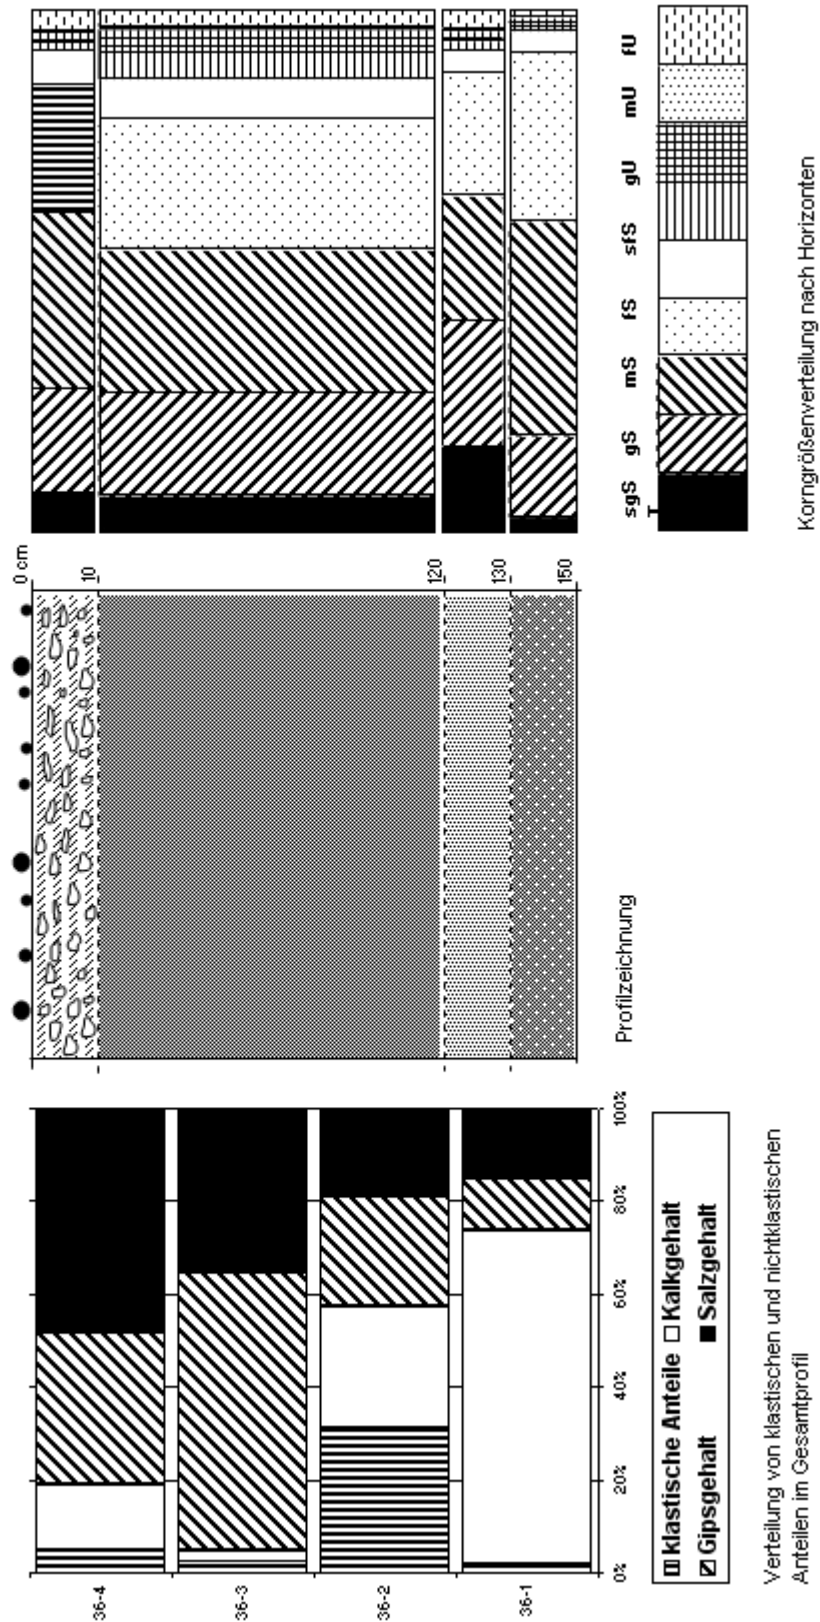 36-4
36-3
36-2
36-1
0%
20%
40%
60%
80%
100%
klastische Anteile
Kalkgehalt
Gipsgehalt
Salzgehalt
Verteilung von klastischen und nichtklastischen
Anteilen im Gesamtprofil
0 cm
10
120
130
150
Profilzeichnung
sgS
gS
mS
fS
sfS
gU
mU
fU
Korngrößenverteilung nach Horizonten